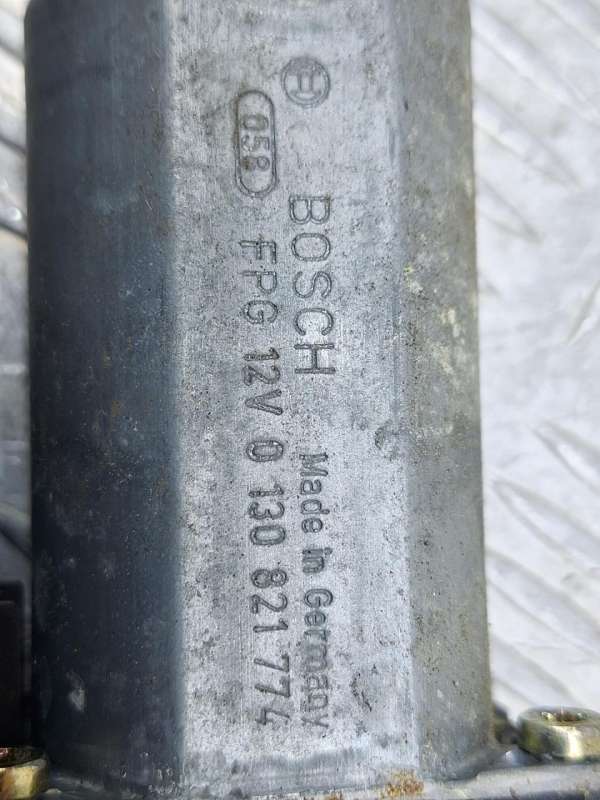 BOSCH Made in Germany
058 FPG 12V 0 130 821 774